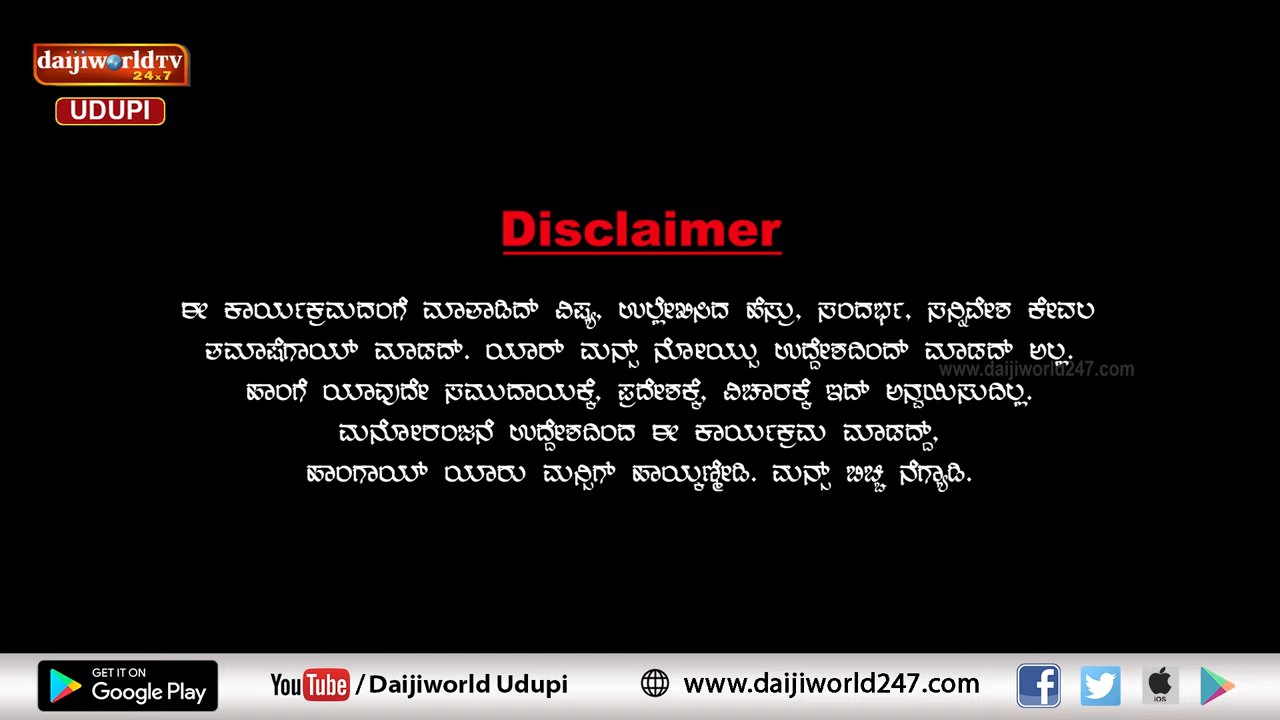 daijiworldTV
24x7
UDUPI
Disclaimer
ಈ ಕಾರ್ಯಕ್ರಮದಂಗೆ ಮಾತಾಡಿದ್ ವಿಷ್ಯ, ಉಲ್ಲೇಖಿಸಿದ ಹೆಸ್ರು, ಸಂದರ್ಭ, ಸನ್ನಿವೇಶ ಕೇವಲ
ತಮಾಷೆಗಾಯ್ ಮಾಡದ್. ಯಾರ್ ಮನ್ಸ್ ನೋಯ್ಸು ಉದ್ದೇಶದಿಂದ್ ಮಾಡದ್ ಅಲ್ಲ.
www.daijiworld247.com
ಹಾಂಗೆ ಯಾವುದೇ ಸಮುದಾಯಕ್ಕೆ, ಪ್ರದೇಶಕ್ಕೆ, ವಿಚಾರಕ್ಕೆ ಇದ್ ಅನ್ವಯಿಸುದಿಲ್ಲ.
ಮನೋರಂಜನೆ ಉದ್ದೇಶದಿಂದ ಈ ಕಾರ್ಯಕ್ರಮ ಮಾಡದ್ದ್,
ಹಾಂಗಾಯ್ ಯಾರು ಮನ್ಸಿಗ್ ಹಾಯ್ಕಣ್ಬೇಡಿ. ಮನ್ಸ್ ಬಿಚ್ಚಿ ನೆಗ್ಯಾಡಿ.
GET IT ON
Google Play
YouTube / Daijiworld Udupi
www.daijiworld247.com
iOS